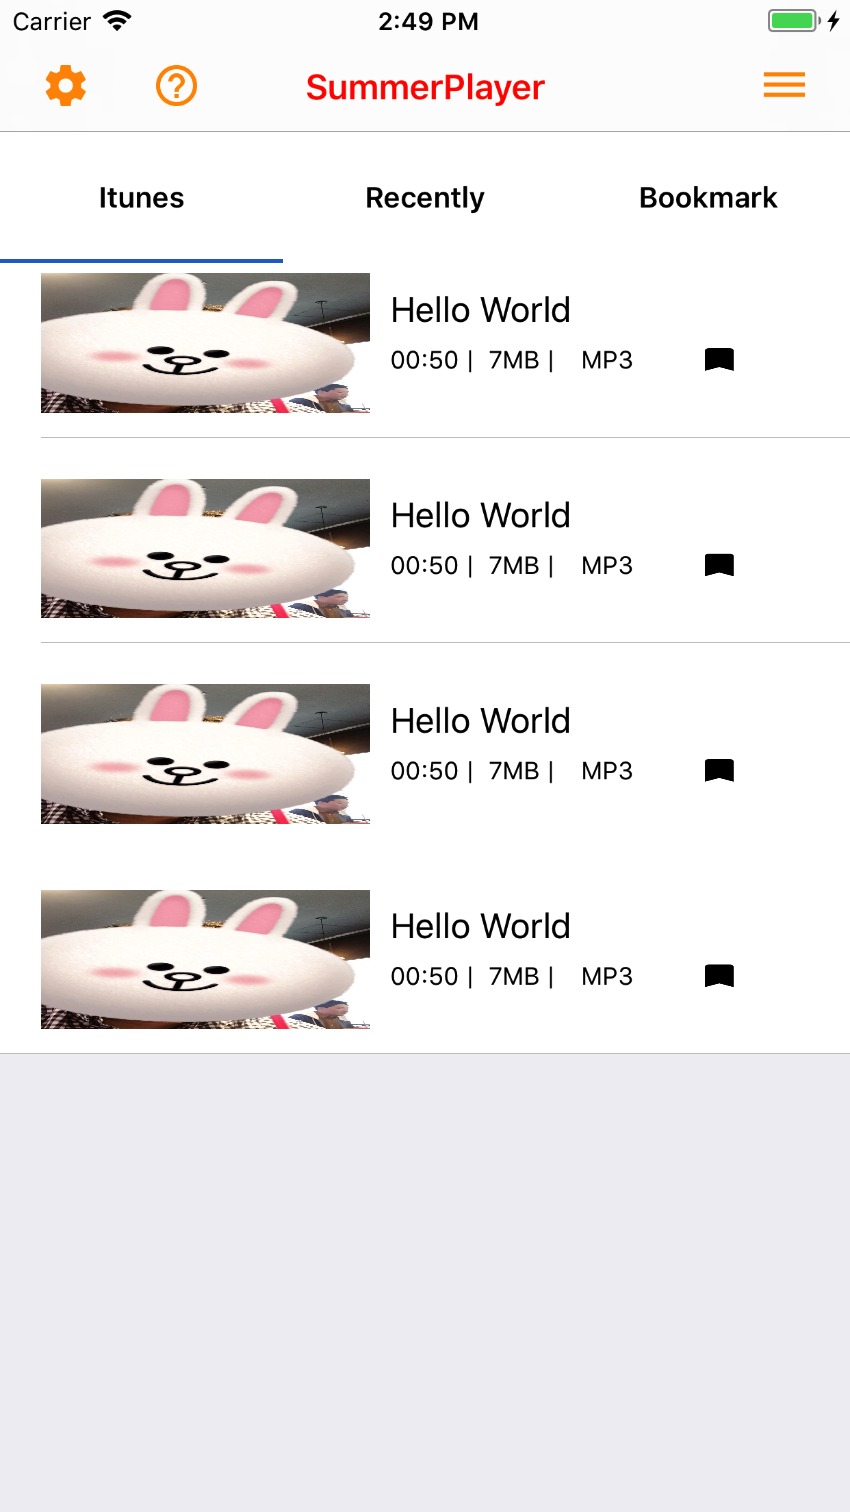 Carrier 2:49 PM
SummerPlayer
Itunes Recently Bookmark
Hello World
00:50 | 7MB | MP3
Hello World
00:50 | 7MB | MP3
Hello World
00:50 | 7MB | MP3
Hello World
00:50 | 7MB | MP3